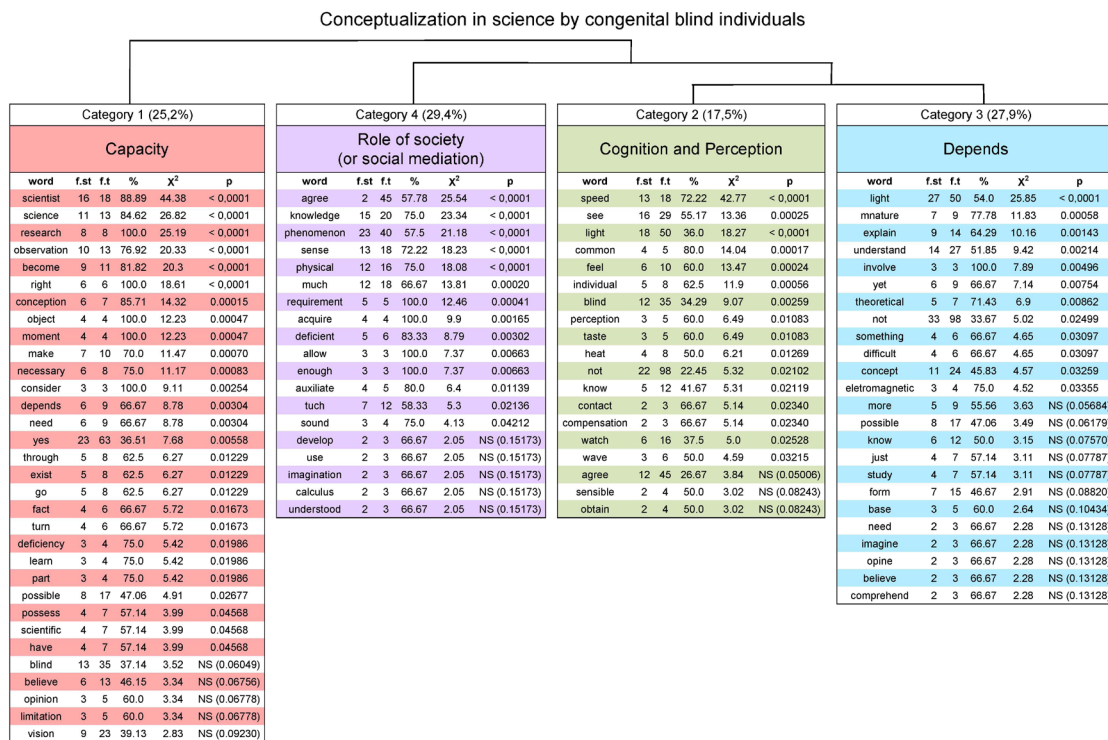 Conceptualization in science by congenital blind individuals
Category 1 (25,2%)
Capacity
word f.st f.t % X² p
scientist 16 18 88.89 44.38 < 0,0001
science 11 13 84.62 26.82 < 0,0001
research 8 8 100.0 25.19 < 0,0001
observation 10 13 76.92 20.33 < 0,0001
become 9 11 81.82 20.3 < 0,0001
right 6 6 100.0 18.61 < 0,0001
conception 6 7 85.71 14.32 0.00015
object 4 4 100.0 12.23 0.00047
moment 4 4 100.0 12.23 0.00047
make 7 10 70.0 11.47 0.00070
necessary 6 8 75.0 11.17 0.00083
consider 3 3 100.0 9.11 0.00254
depends 6 9 66.67 8.78 0.00304
need 6 9 66.67 8.78 0.00304
yes 23 63 36.51 7.68 0.00558
through 5 8 62.5 6.27 0.01229
exist 5 8 62.5 6.27 0.01229
go 5 8 62.5 6.27 0.01229
fact 4 6 66.67 5.72 0.01673
turn 4 6 66.67 5.72 0.01673
deficiency 3 4 75.0 5.42 0.01986
learn 3 4 75.0 5.42 0.01986
part 3 4 75.0 5.42 0.01986
possible 8 17 47.06 4.91 0.02677
possess 4 7 57.14 3.99 0.04568
scientific 4 7 57.14 3.99 0.04568
have 4 7 57.14 3.99 0.04568
blind 13 35 37.14 3.52 NS (0.06049)
believe 6 13 46.15 3.34 NS (0.06756)
opinion 3 5 60.0 3.34 NS (0.06778)
limitation 3 5 60.0 3.34 NS (0.06778)
vision 9 23 39.13 2.83 NS (0.09230)
Category 4 (29,4%)
Role of society
(or social mediation)
word f.st f.t % X² p
agree 2 45 57.78 25.54 < 0,0001
knowledge 15 20 75.0 23.34 < 0,0001
phenomenon 23 40 57.5 21.18 < 0,0001
sense 13 18 72.22 18.23 < 0,0001
physical 12 16 75.0 18.08 < 0,0001
much 12 18 66.67 13.81 0.00020
requirement 5 5 100.0 12.46 0.00041
acquire 4 4 100.0 9.9 0.00165
deficient 5 6 83.33 8.79 0.00302
allow 3 3 100.0 7.37 0.00663
enough 3 3 100.0 7.37 0.00663
auxiliate 4 5 80.0 6.4 0.01139
tuch 7 12 58.33 5.3 0.02136
sound 3 4 75.0 4.13 0.04212
develop 2 3 66.67 2.05 NS (0.15173)
use 2 3 66.67 2.05 NS (0.15173)
imagination 2 3 66.67 2.05 NS (0.15173)
calculus 2 3 66.67 2.05 NS (0.15173)
understood 2 3 66.67 2.05 NS (0.15173)
Category 2 (17,5%)
Cognition and Perception
word f.st f.t % X² p
speed 13 18 72.22 42.77 < 0,0001
see 16 29 55.17 13.36 0.00025
light 18 50 36.0 18.27 < 0,0001
common 4 5 80.0 14.04 0.00017
feel 6 10 60.0 13.47 0.00024
individual 5 8 62.5 11.9 0.00056
blind 12 35 34.29 9.07 0.00259
perception 3 5 60.0 6.49 0.01083
taste 3 5 60.0 6.49 0.01083
heat 4 8 50.0 6.21 0.01269
not 22 98 22.45 5.32 0.02102
know 5 12 41.67 5.31 0.02119
contact 2 3 66.67 5.14 0.02340
compensation 2 3 66.67 5.14 0.02340
watch 6 16 37.5 5.0 0.02528
wave 3 6 50.0 4.59 0.03215
agree 12 45 26.67 3.84 NS (0.05006)
sensible 2 4 50.0 3.02 NS (0.08243)
obtain 2 4 50.0 3.02 NS (0.08243)
Category 3 (27,9%)
Depends
word f.st f.t % X² p
light 27 50 54.0 25.85 < 0,0001
mnature 7 9 77.78 11.83 0.00058
explain 9 14 64.29 10.16 0.00143
understand 14 27 51.85 9.42 0.00214
involve 3 3 100.0 7.89 0.00496
yet 6 9 66.67 7.14 0.00754
theoretical 5 7 71.43 6.9 0.00862
not 33 98 33.67 5.02 0.02499
something 4 6 66.67 4.65 0.03097
difficult 4 6 66.67 4.65 0.03097
concept 11 24 45.83 4.57 0.03259
eletromagnetic 3 4 75.0 4.52 0.03355
more 5 9 55.56 3.63 NS (0.05684)
possible 8 17 47.06 3.49 NS (0.06179)
know 6 12 50.0 3.15 NS (0.07570)
just 4 7 57.14 3.11 NS (0.07787)
study 4 7 57.14 3.11 NS (0.07787)
form 7 15 46.67 2.91 NS (0.08820)
base 3 5 60.0 2.64 NS (0.10434)
need 2 3 66.67 2.28 NS (0.13128)
imagine 2 3 66.67 2.28 NS (0.13128)
opine 2 3 66.67 2.28 NS (0.13128)
believe 2 3 66.67 2.28 NS (0.13128)
comprehend 2 3 66.67 2.28 NS (0.13128)